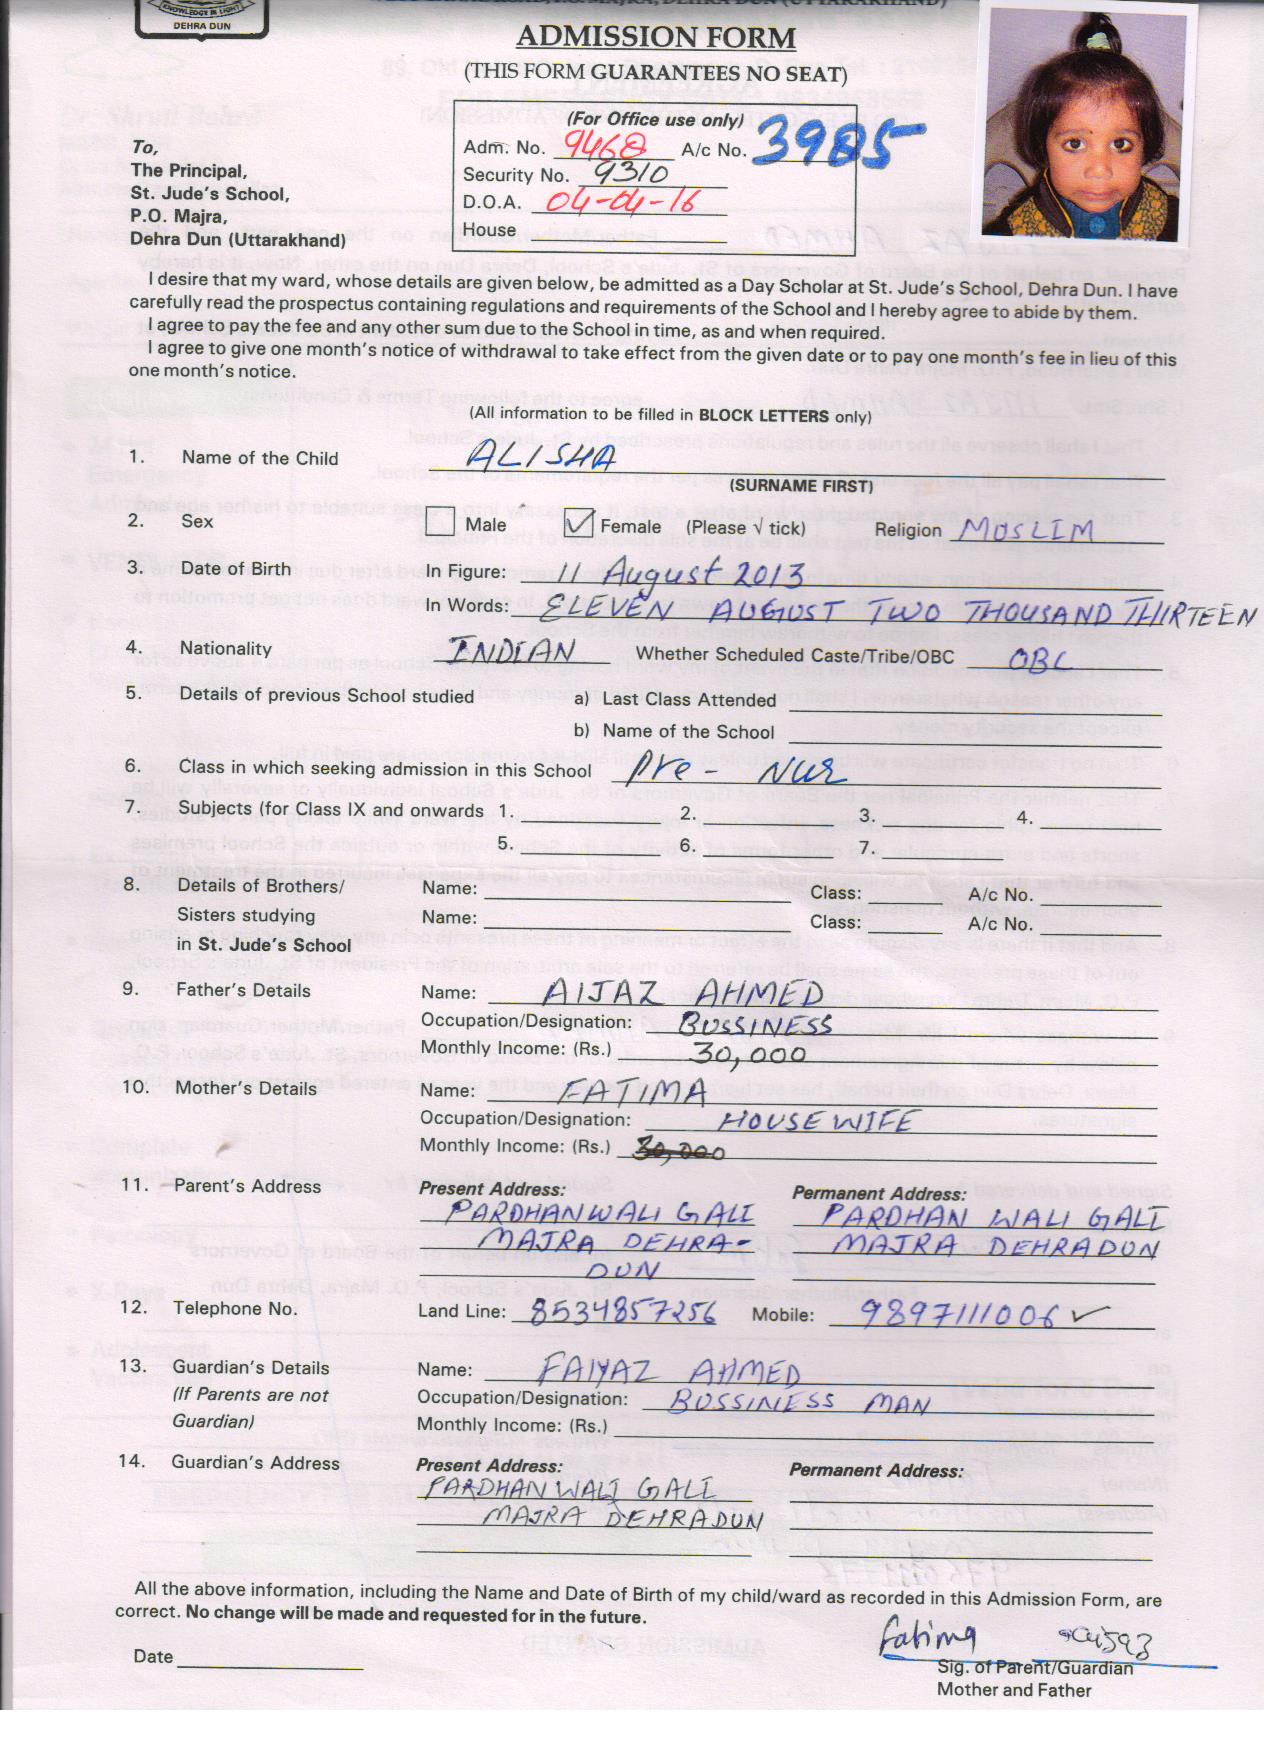 KNOWLEDGE IS LIGHT
DEHRA DUN
ADMISSION FORM
(THIS FORM GUARANTEES NO SEAT)
(For Office use only)
Adm. No. 9468 A/c No. 3985
Security No. 9310
D.O.A. 04-04-16
House
To,
The Principal,
St. Jude's School,
P.O. Majra,
Dehra Dun (Uttarakhand)
I desire that my ward, whose details are given below, be admitted as a Day Scholar at St. Jude's School, Dehra Dun. I have
carefully read the prospectus containing regulations and requirements of the School and I hereby agree to abide by them.
I agree to pay the fee and any other sum due to the School in time, as and when required.
I agree to give one month's notice of withdrawal to take effect from the given date or to pay one month's fee in lieu of this
one month's notice.
(All information to be filled in BLOCK LETTERS only)
1. Name of the Child ALISHA
(SURNAME FIRST)
2. Sex Male Female (Please √ tick) Religion MUSLIM
3. Date of Birth In Figure: 11 August 2013
In Words: ELEVEN AUGUST TWO THOUSAND THIRTEEN
4. Nationality INDIAN Whether Scheduled Caste/Tribe/OBC OBC
5. Details of previous School studied a) Last Class Attended
b) Name of the School
6. Class in which seeking admission in this School Pre - Nur
7. Subjects (for Class IX and onwards 1. 2. 3. 4.
5. 6. 7.
8. Details of Brothers/ Name: Class: A/c No.
Sisters studying Name: Class: A/c No.
in St. Jude's School
9. Father's Details Name: AIJAZ AHMED
Occupation/Designation: BUSSINESS
Monthly Income: (Rs.) 30,000
10. Mother's Details Name: FATIMA
Occupation/Designation: HOUSE WIFE
Monthly Income: (Rs.) 30,000
11. Parent's Address Present Address: Permanent Address:
PARDHAN WALI GALI PARDHAN WALI GALI
MAJRA DEHRA- MAJRA DEHRADUN
DUN
12. Telephone No. Land Line: 8534857256 Mobile: 9897111006 ✓
13. Guardian's Details Name: FAIYAZ AHMED
(If Parents are not Occupation/Designation: BUSSINESS MAN
Guardian) Monthly Income: (Rs.)
14. Guardian's Address Present Address: Permanent Address:
PARDHAN WALI GALI
MAJRA DEHRADUN
All the above information, including the Name and Date of Birth of my child/ward as recorded in this Admission Form, are
correct. No change will be made and requested for in the future.
Fatima
Date Sig. of Parent/Guardian
Mother and Father